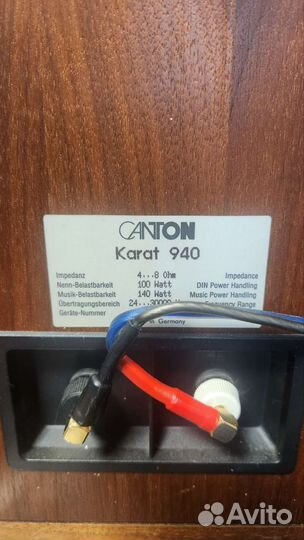 CANTON
Karat 940
Impedanz 4...8 Ohm Impedance
Nenn-Belastbarkeit 100 Watt DIN Power Handling
Musik-Belastbarkeit 140 Watt Music Power Handling
Übertragungsbereich 24...30000 Frequency Range
Geräte-Nummer in Germany
Avito